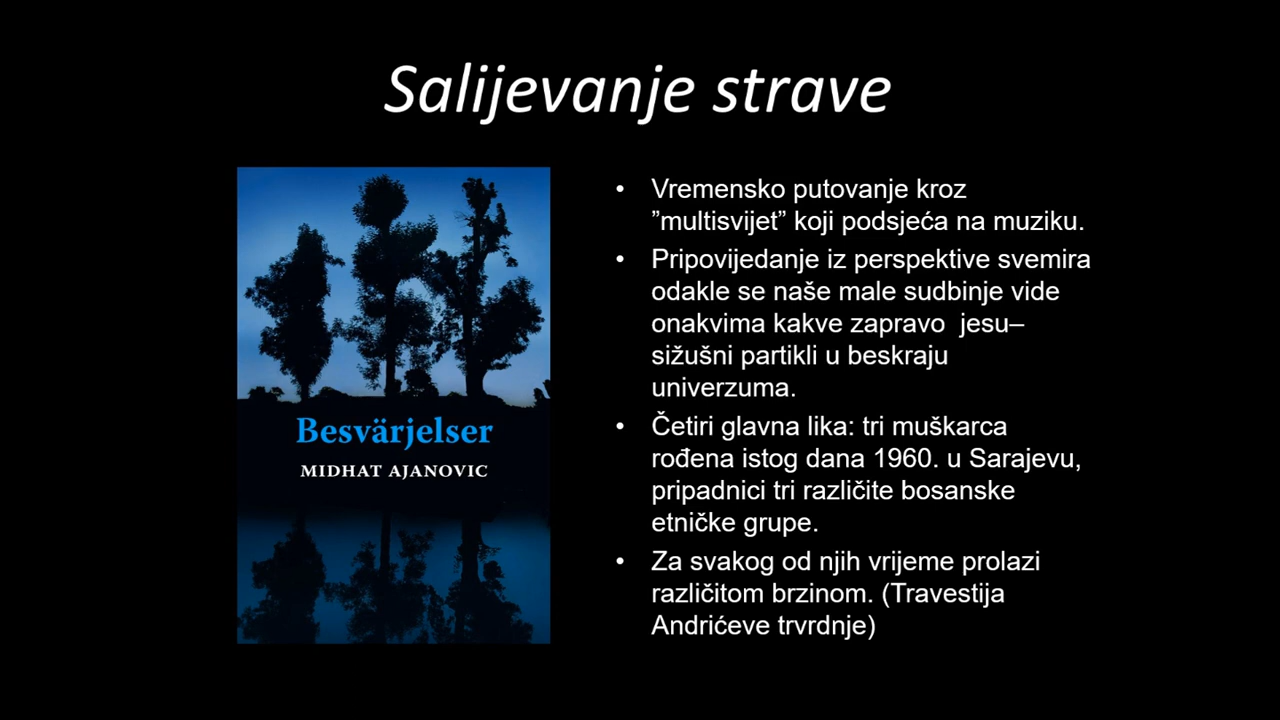 Salijevanje strave
Besvärjelser
MIDHAT AJANOVIC
• Vremensko putovanje kroz
”multisvijet” koji podsjeća na muziku.
• Pripovijedanje iz perspektive svemira
odakle se naše male sudbinje vide
onakvima kakve zapravo  jesu–
sižušni partikli u beskraju
univerzuma.
• Četiri glavna lika: tri muškarca
rođena istog dana 1960. u Sarajevu,
pripadnici tri različite bosanske
etničke grupe.
• Za svakog od njih vrijeme prolazi
različitom brzinom. (Travestija
Andrićeve trvrdnje)